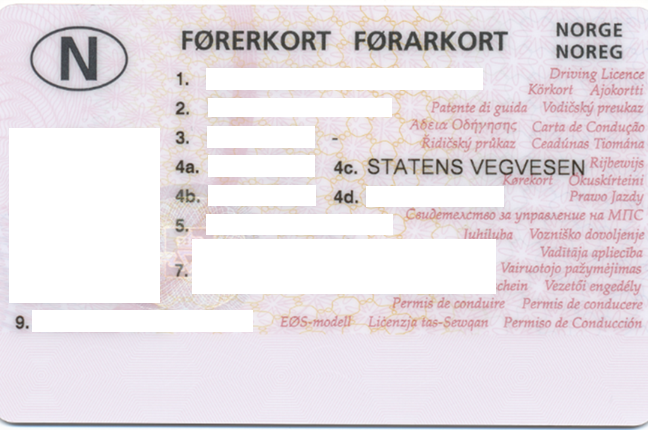 N FØRERKORT FØRARKORT NORGE
NOREG
1. Driving Licence
Körkort Ajokortti
2. Patente di guida Vodičský preukaz
Άδεια Οδήγησης Carta de Condução
3. - Řidičský průkaz Ceadúnas Tiomána
4a. 4c. STATENS VEGVESEN Rijbewijs
Kørekort Ökuskírteini
4b. 4d. Prawo Jazdy
Свидетелство за управление на МПС
5. Juhiluba Vozniško dovoljenje
Vadītāja apliecība
7. Vairuotojo pažymėjimas
schein Vezetői engedély
Permis de conduire Permis de conducere
9. EØS-modell Liċenzja tas-Sewqan Permiso de Conducción